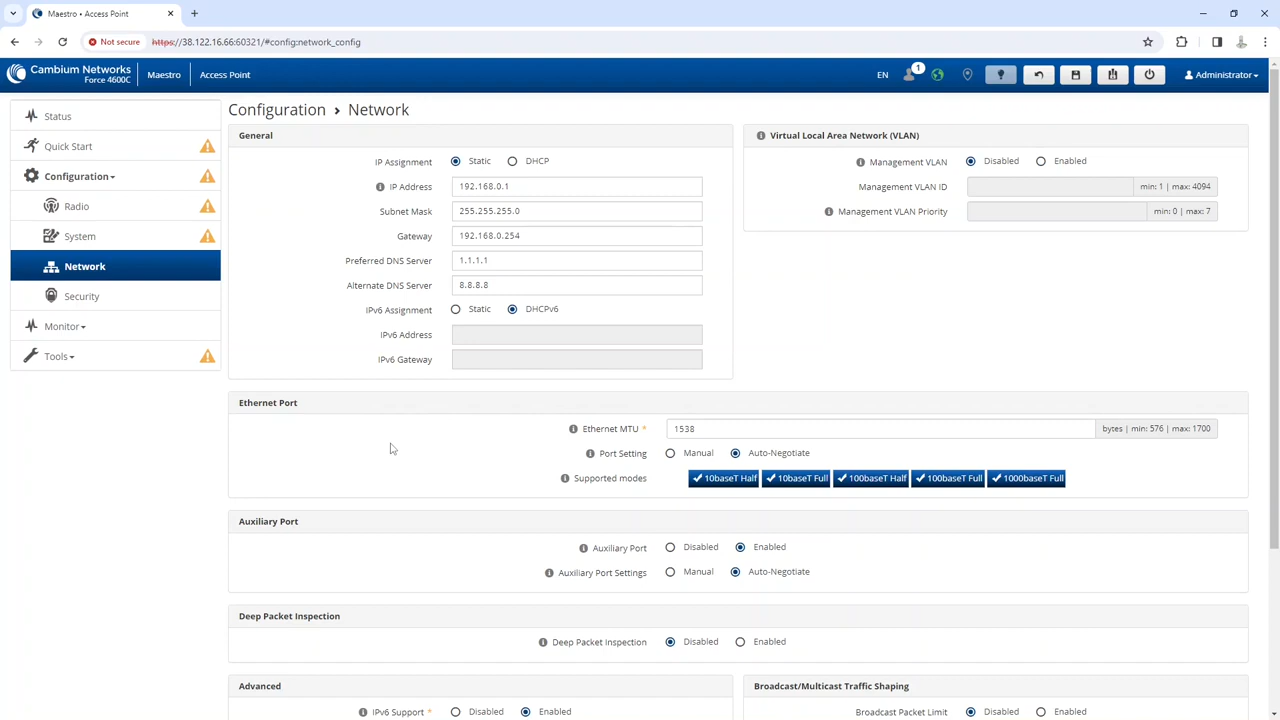 Maestro • Access Point
Not secure
https://38.122.16.66:60321/#config:network_config
Cambium Networks
Force 4600C
Maestro
Access Point
EN
1
Administrator
Status
Quick Start
Configuration
Radio
System
Network
Security
Monitor
Tools
Configuration › Network
General
IP Assignment Static DHCP
IP Address 192.168.0.1
Subnet Mask 255.255.255.0
Gateway 192.168.0.254
Preferred DNS Server 1.1.1.1
Alternate DNS Server 8.8.8.8
IPv6 Assignment Static DHCPv6
IPv6 Address
IPv6 Gateway
Virtual Local Area Network (VLAN)
Management VLAN Disabled Enabled
Management VLAN ID min: 1 | max: 4094
Management VLAN Priority min: 0 | max: 7
Ethernet Port
Ethernet MTU * 1538 bytes | min: 576 | max: 1700
Port Setting Manual Auto-Negotiate
Supported modes 10baseT Half 10baseT Full 100baseT Half 100baseT Full 1000baseT Full
Auxiliary Port
Auxiliary Port Disabled Enabled
Auxiliary Port Settings Manual Auto-Negotiate
Deep Packet Inspection
Deep Packet Inspection Disabled Enabled
Advanced
IPv6 Support * Disabled Enabled
Broadcast/Multicast Traffic Shaping
Broadcast Packet Limit Disabled Enabled